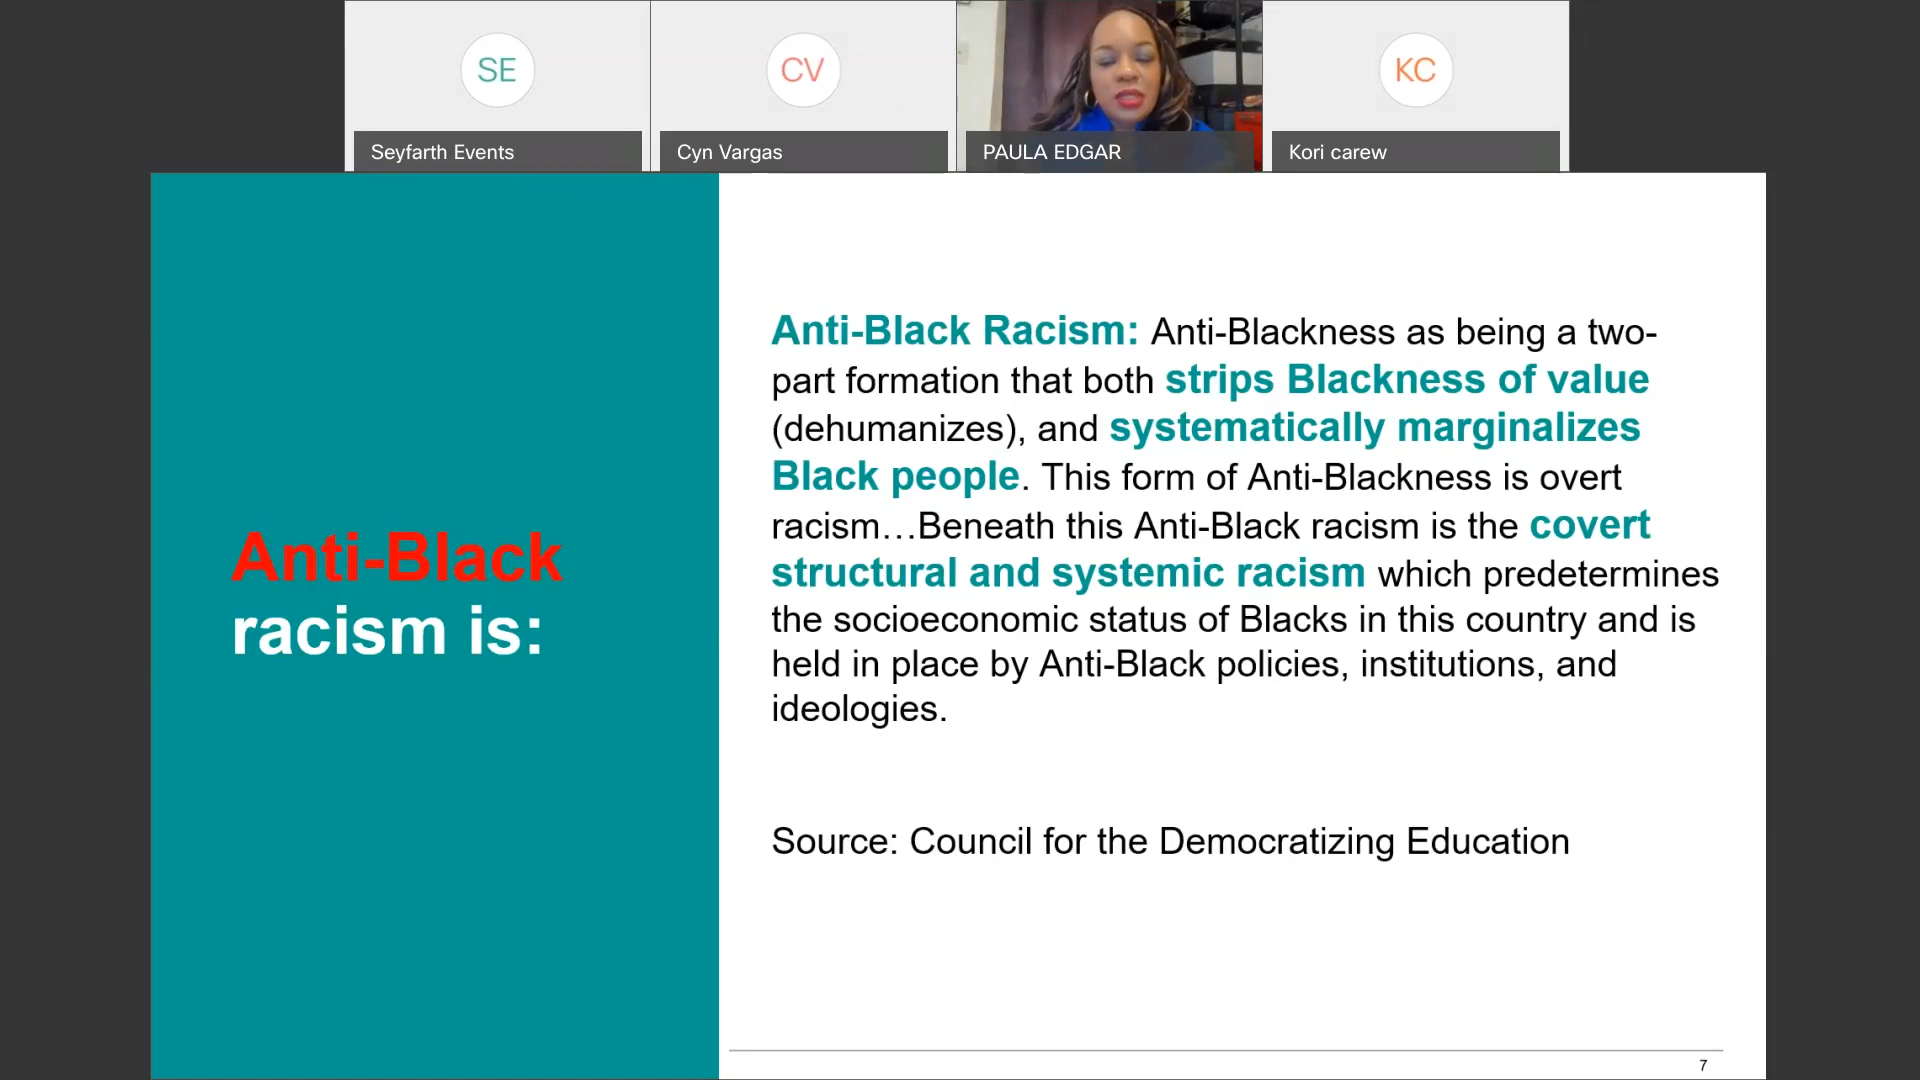 SE
CV
KC
Seyfarth Events
Cyn Vargas
PAULA EDGAR
Kori carew
Anti-Black
racism is:
Anti-Black Racism: Anti-Blackness as being a two-
part formation that both strips Blackness of value
(dehumanizes), and systematically marginalizes
Black people. This form of Anti-Blackness is overt
racism…Beneath this Anti-Black racism is the covert
structural and systemic racism which predetermines
the socioeconomic status of Blacks in this country and is
held in place by Anti-Black policies, institutions, and
ideologies.
Source: Council for the Democratizing Education
7